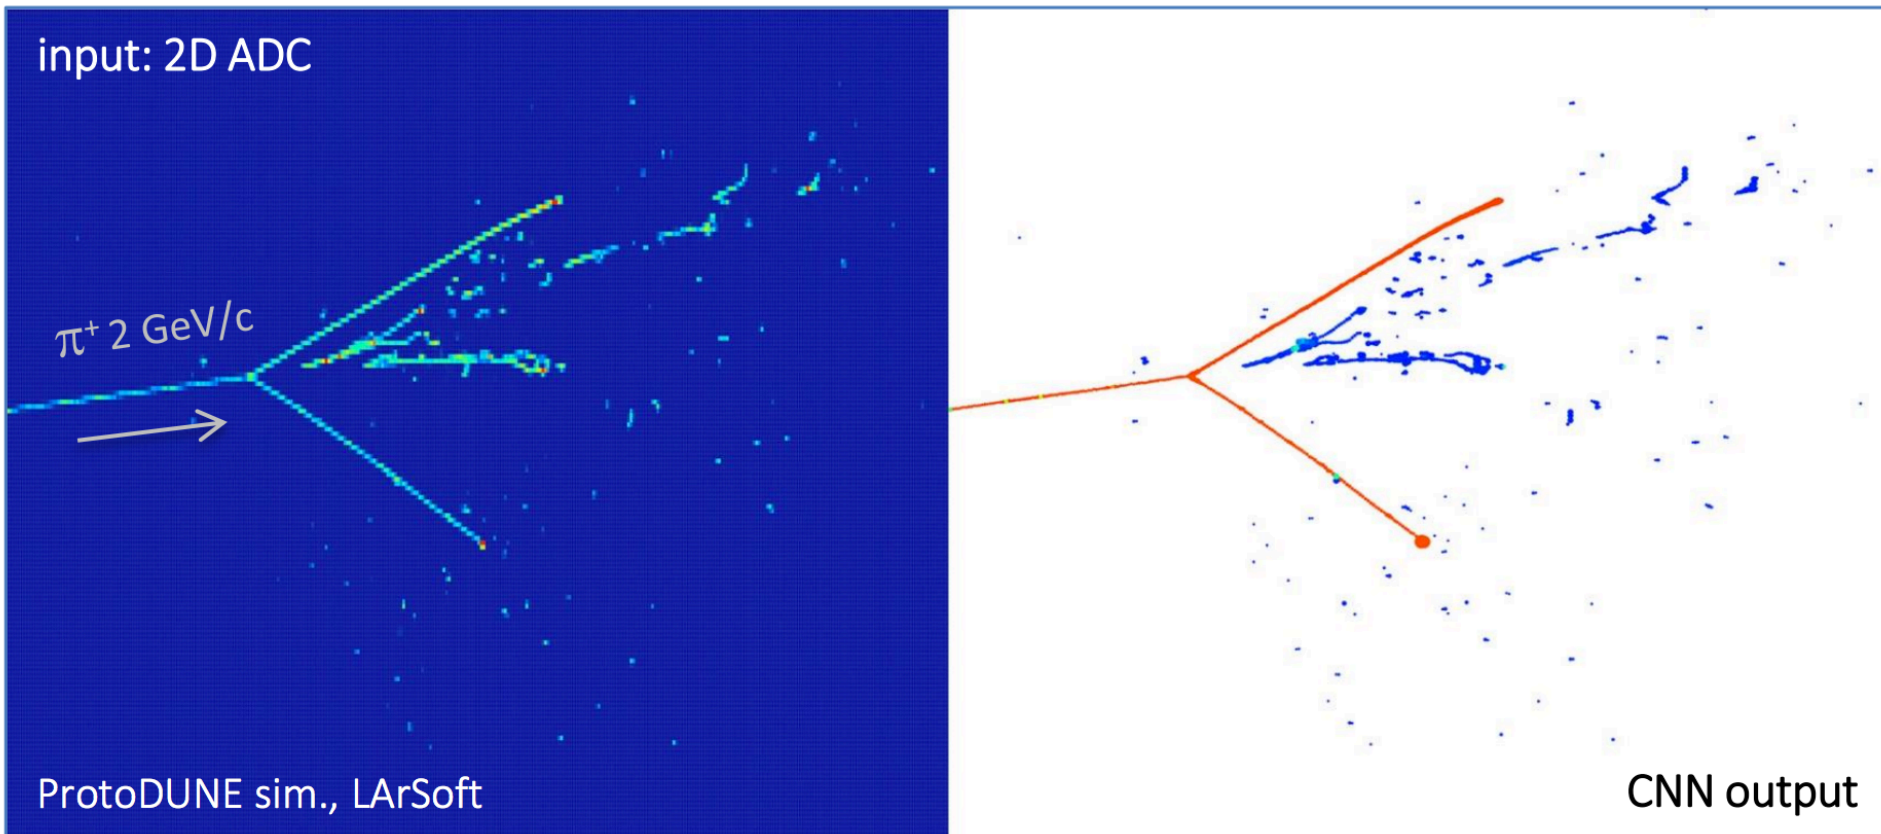 input: 2D ADC
π⁺ 2 GeV/c
ProtoDUNE sim., LArSoft
CNN output